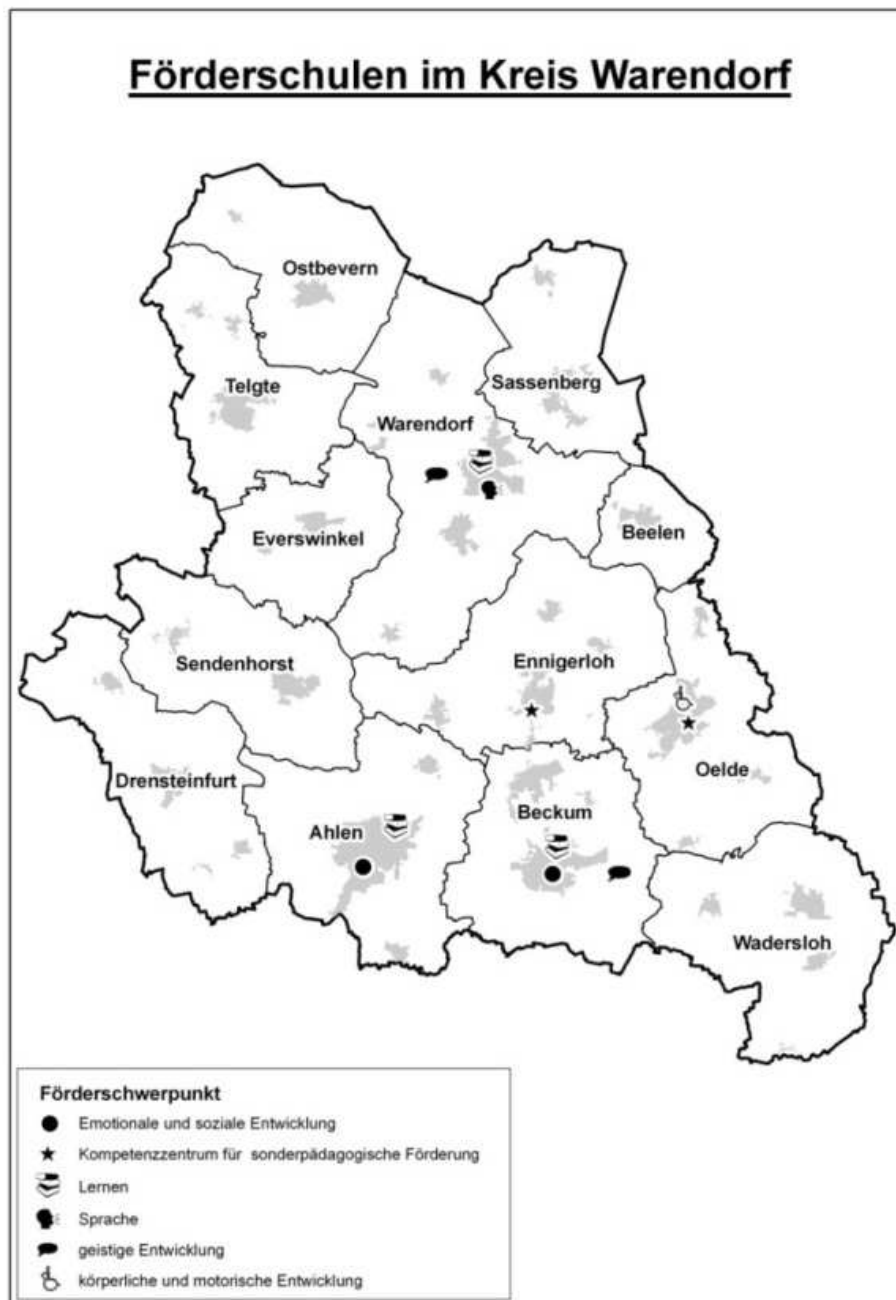 Förderschulen im Kreis Warendorf
Ostbevern
Telgte
Sassenberg
Warendorf
Everswinkel
Beelen
Sendenhorst
Ennigerloh
Drensteinfurt
Oelde
Ahlen
Beckum
Wadersloh
Förderschwerpunkt
Emotionale und soziale Entwicklung
Kompetenzzentrum für sonderpädagogische Förderung
Lernen
Sprache
geistige Entwicklung
körperliche und motorische Entwicklung